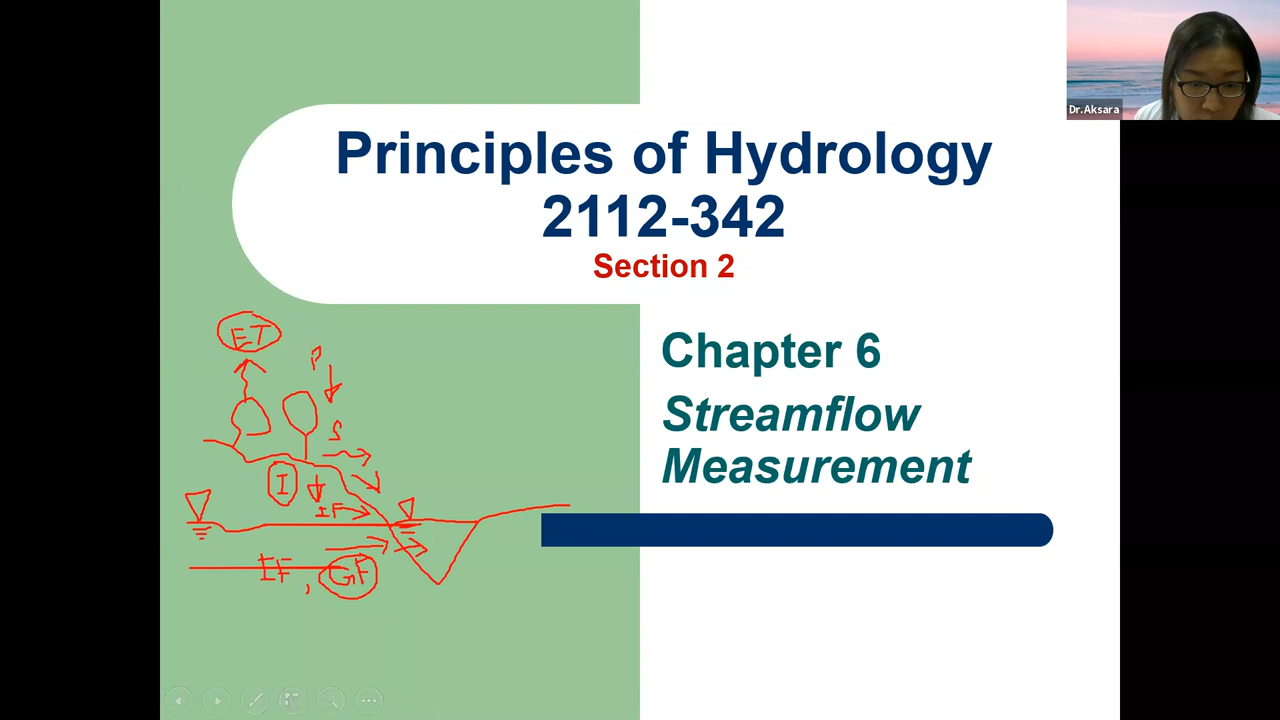 Dr.Aksara
Principles of Hydrology
2112-342
Section 2
Chapter 6
Streamflow
Measurement
ET
P
S
I
IF
IF, GF